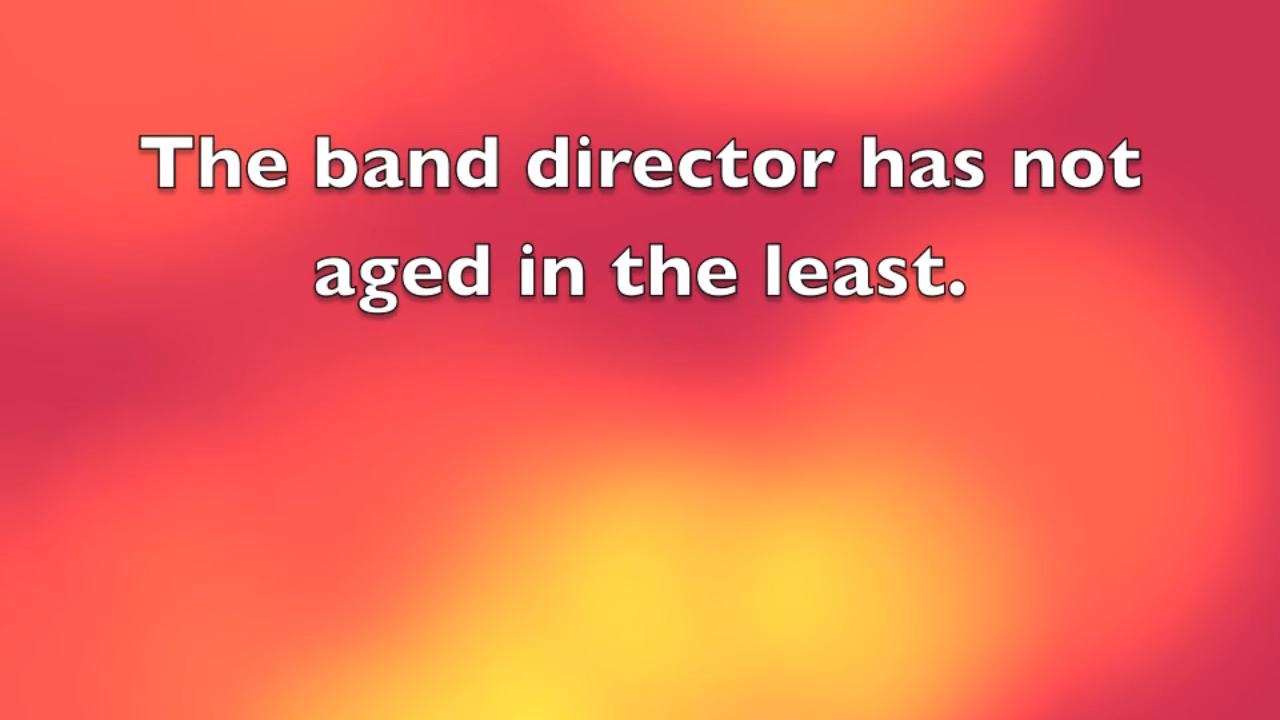 The band director has not
aged in the least.